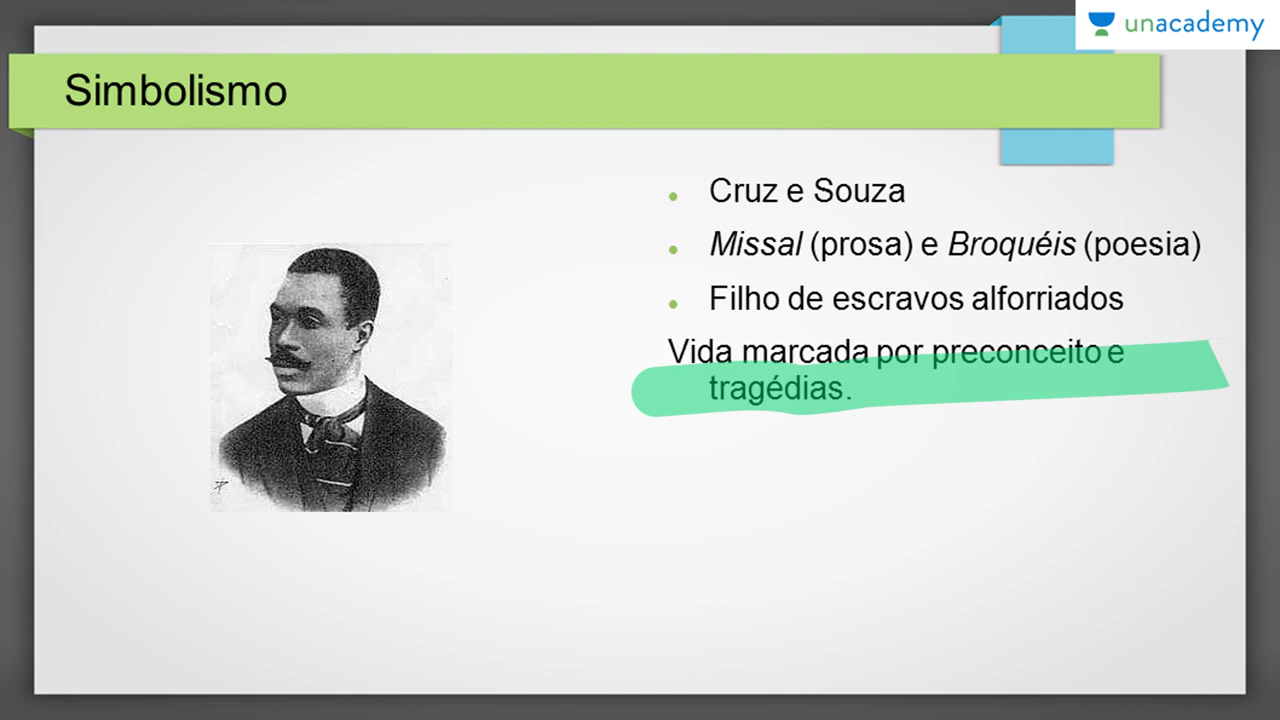 unacademy
Simbolismo
Cruz e Souza
Missal (prosa) e Broquéis (poesia)
Filho de escravos alforriados
Vida marcada por preconceito e
tragédias.